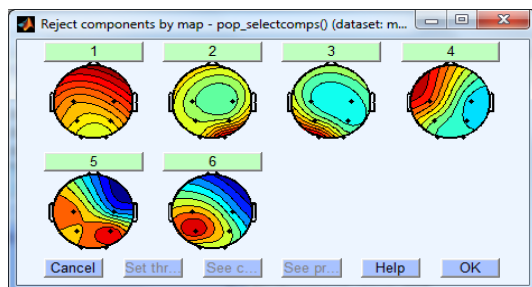 Reject components by map - pop_selectcomps() (dataset: m...
1 2 3 4
5 6
Cancel Set thr... See c... See pr... Help OK